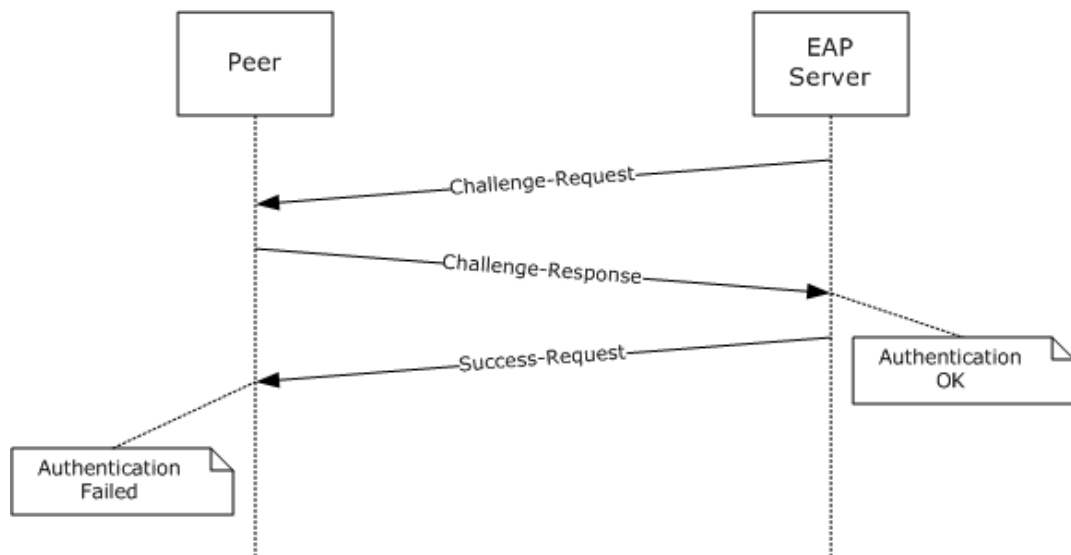 Peer
EAP
Server
Challenge-Request
Challenge-Response
Success-Request
Authentication
OK
Authentication
Failed